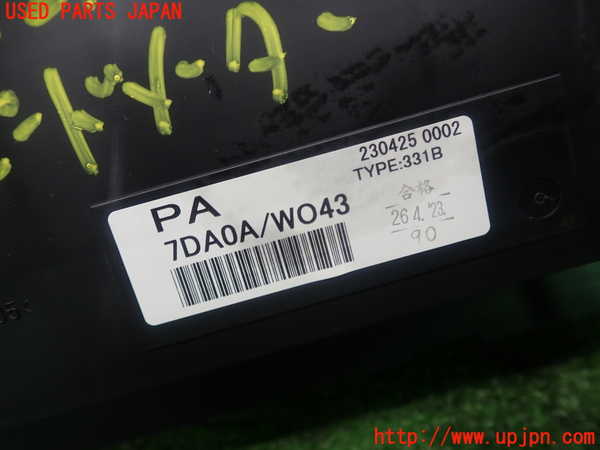 USED PARTS JAPAN
230425 0002
TYPE:331B
PA
7DA0A/WO43
合格
26.4.'23.
90
http://www.upjpn.com